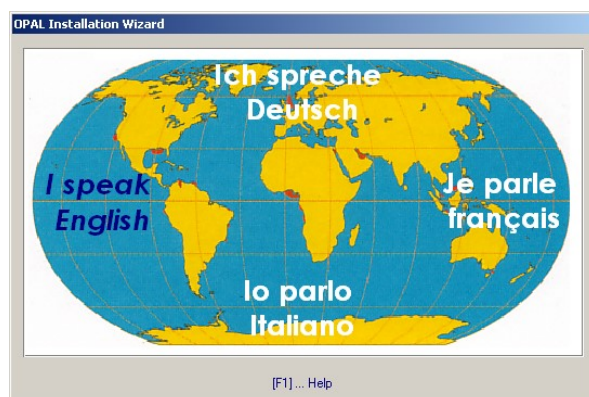 OPAL Installation Wizard
Ich spreche
Deutsch
I speak
English
Je parle
français
Io parlo
Italiano
[F1] ... Help